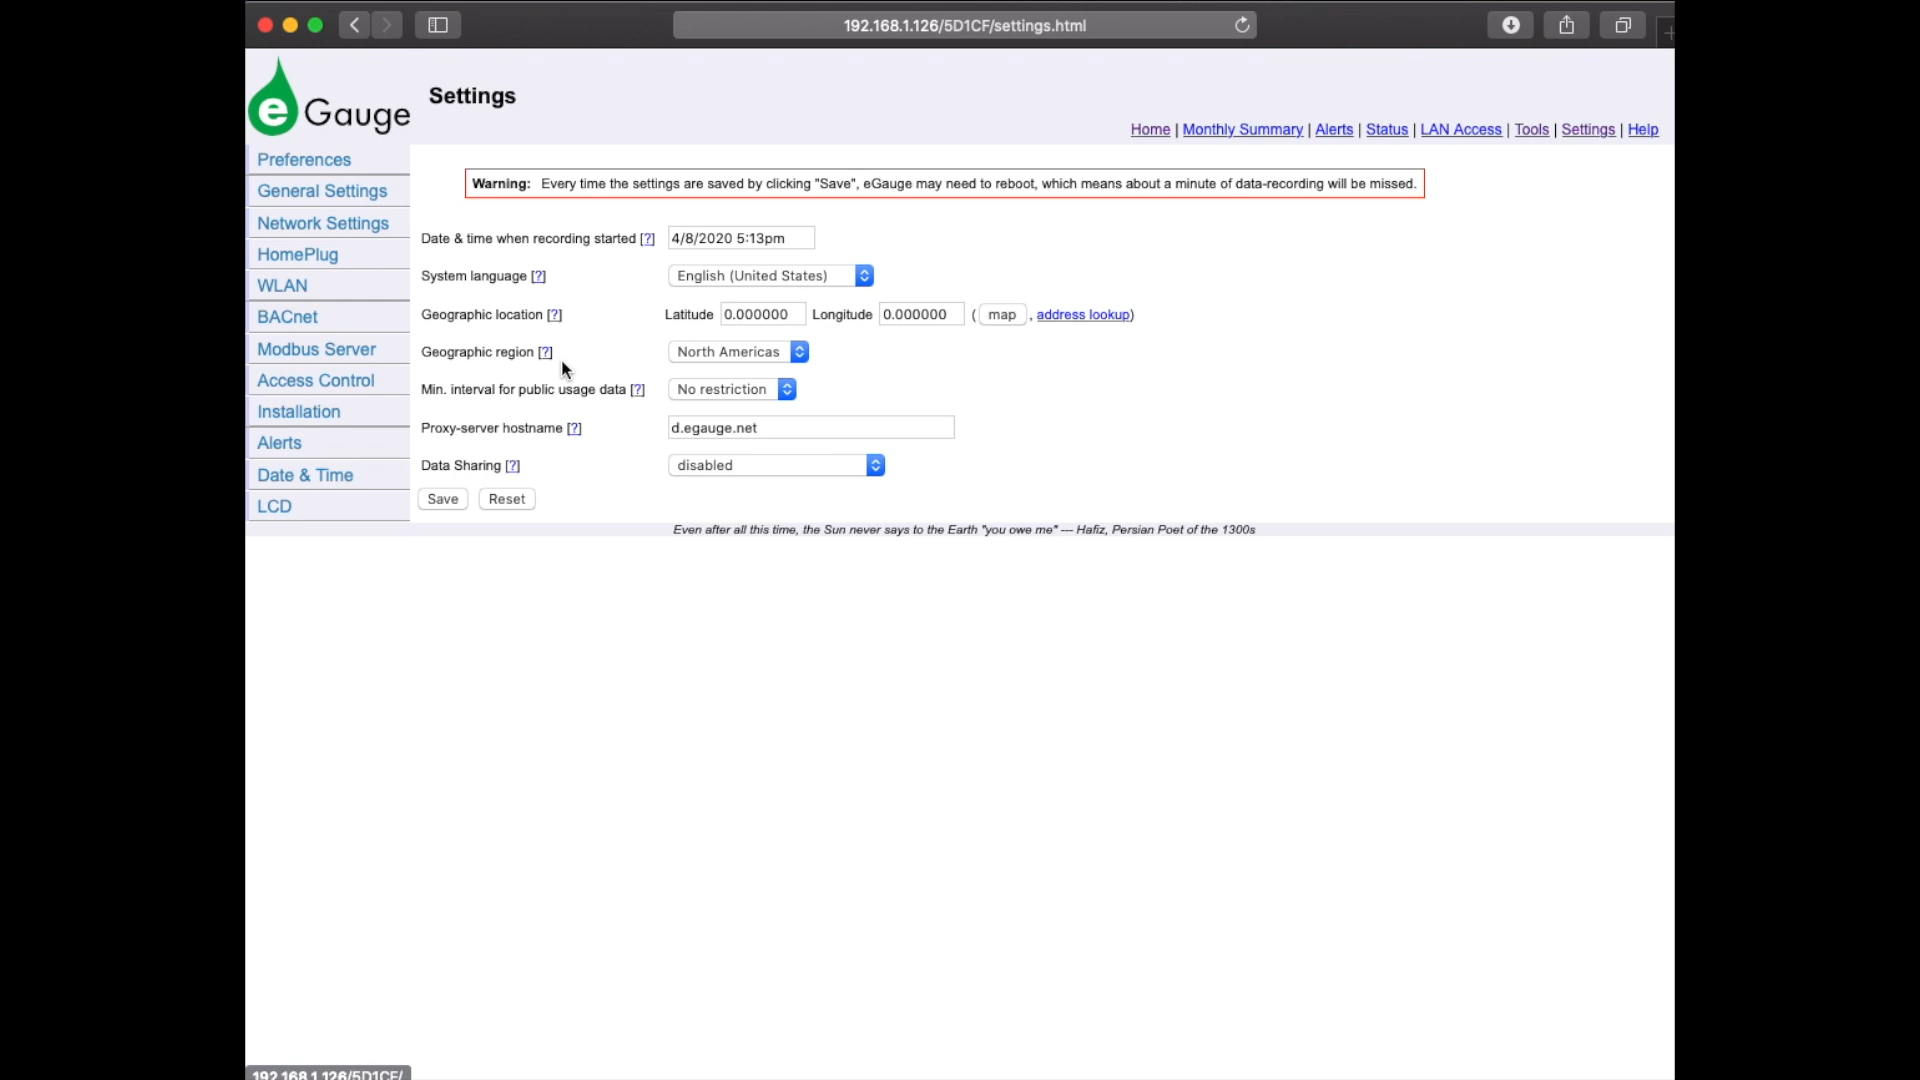 192.168.1.126/5D1CF/settings.html
eGauge
Settings
Home | Monthly Summary | Alerts | Status | LAN Access | Tools | Settings | Help
Preferences
General Settings
Network Settings
HomePlug
WLAN
BACnet
Modbus Server
Access Control
Installation
Alerts
Date & Time
LCD
Warning: Every time the settings are saved by clicking "Save", eGauge may need to reboot, which means about a minute of data-recording will be missed.
Date & time when recording started [?] 4/8/2020 5:13pm
System language [?] English (United States)
Geographic location [?] Latitude 0.000000 Longitude 0.000000 ( map , address lookup)
Geographic region [?] North Americas
Min. interval for public usage data [?] No restriction
Proxy-server hostname [?] d.egauge.net
Data Sharing [?] disabled
Save Reset
Even after all this time, the Sun never says to the Earth "you owe me" --- Hafiz, Persian Poet of the 1300s
192.168.1.126/5D1CF/